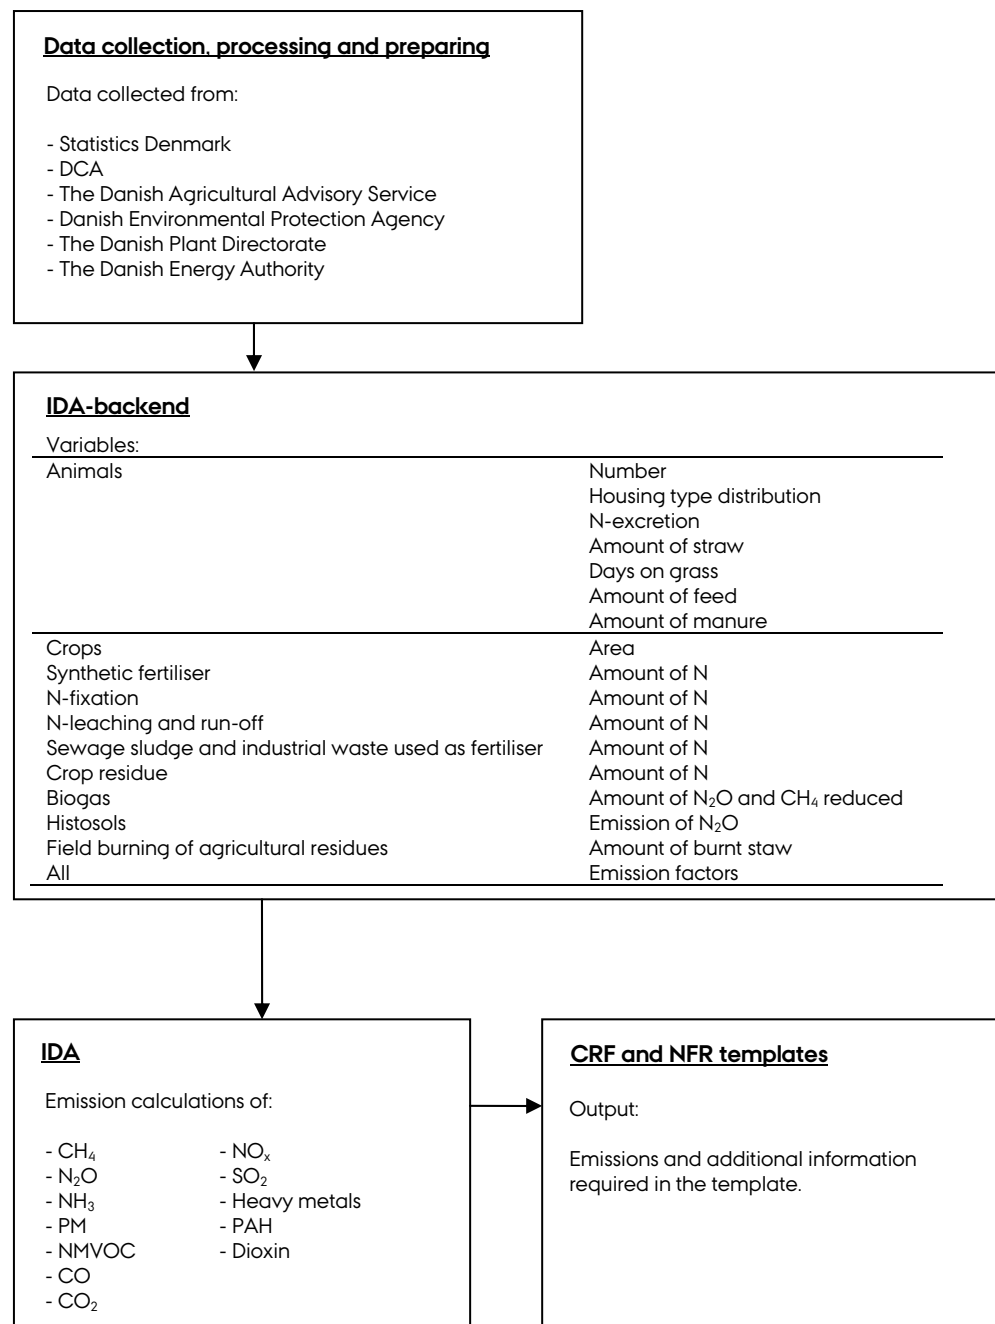 Data collection, processing and preparing
Data collected from:
- Statistics Denmark
- DCA
- The Danish Agricultural Advisory Service
- Danish Environmental Protection Agency
- The Danish Plant Directorate
- The Danish Energy Authority
IDA-backend
Variables:
Animals Number
Housing type distribution
N-excretion
Amount of straw
Days on grass
Amount of feed
Amount of manure
Crops Area
Synthetic fertiliser Amount of N
N-fixation Amount of N
N-leaching and run-off Amount of N
Sewage sludge and industrial waste used as fertiliser Amount of N
Crop residue Amount of N
Biogas Amount of N₂O and CH₄ reduced
Histosols Emission of N₂O
Field burning of agricultural residues Amount of burnt staw
All Emission factors
IDA
Emission calculations of:
- CH₄ - NOₓ
- N₂O - SO₂
- NH₃ - Heavy metals
- PM - PAH
- NMVOC - Dioxin
- CO
- CO₂
CRF and NFR templates
Output:
Emissions and additional information
required in the template.